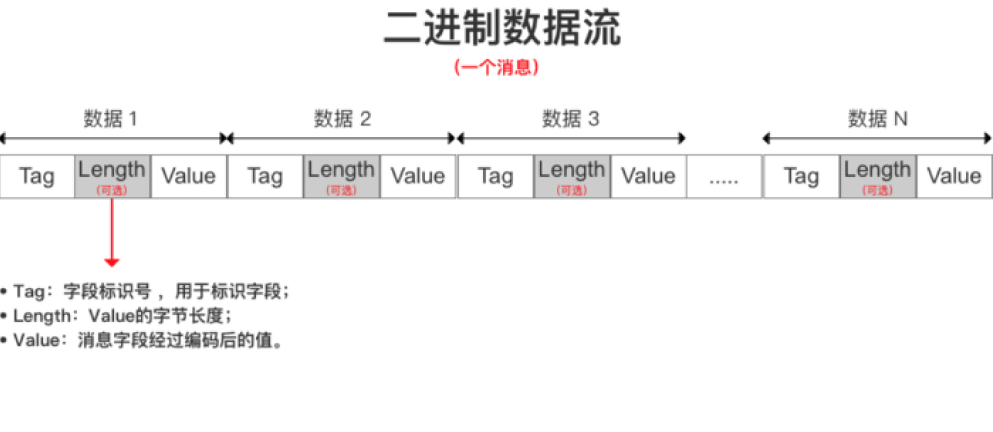 二进制数据流
（一个消息）
数据 1 数据 2 数据 3 数据 N
Tag Length Value Tag Length Value Tag Length Value ..... Tag Length Value
（可选） （可选） （可选） （可选）
• Tag：字段标识号 ，用于标识字段；
• Length：Value的字节长度；
• Value：消息字段经过编码后的值。